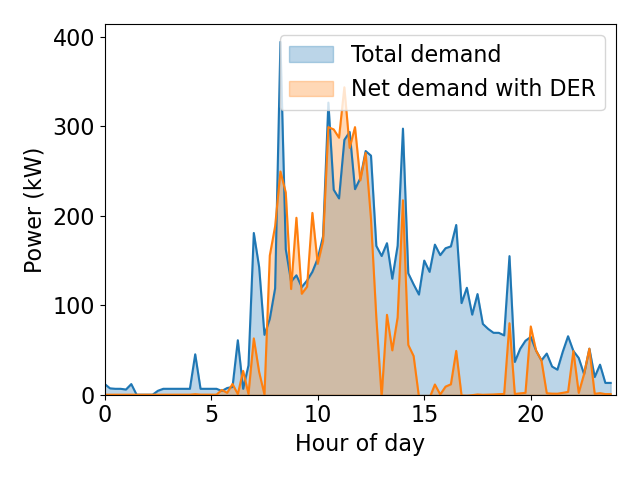 400
300
200
100
0
Power (kW)
Total demand
Net demand with DER
0 5 10 15 20
Hour of day